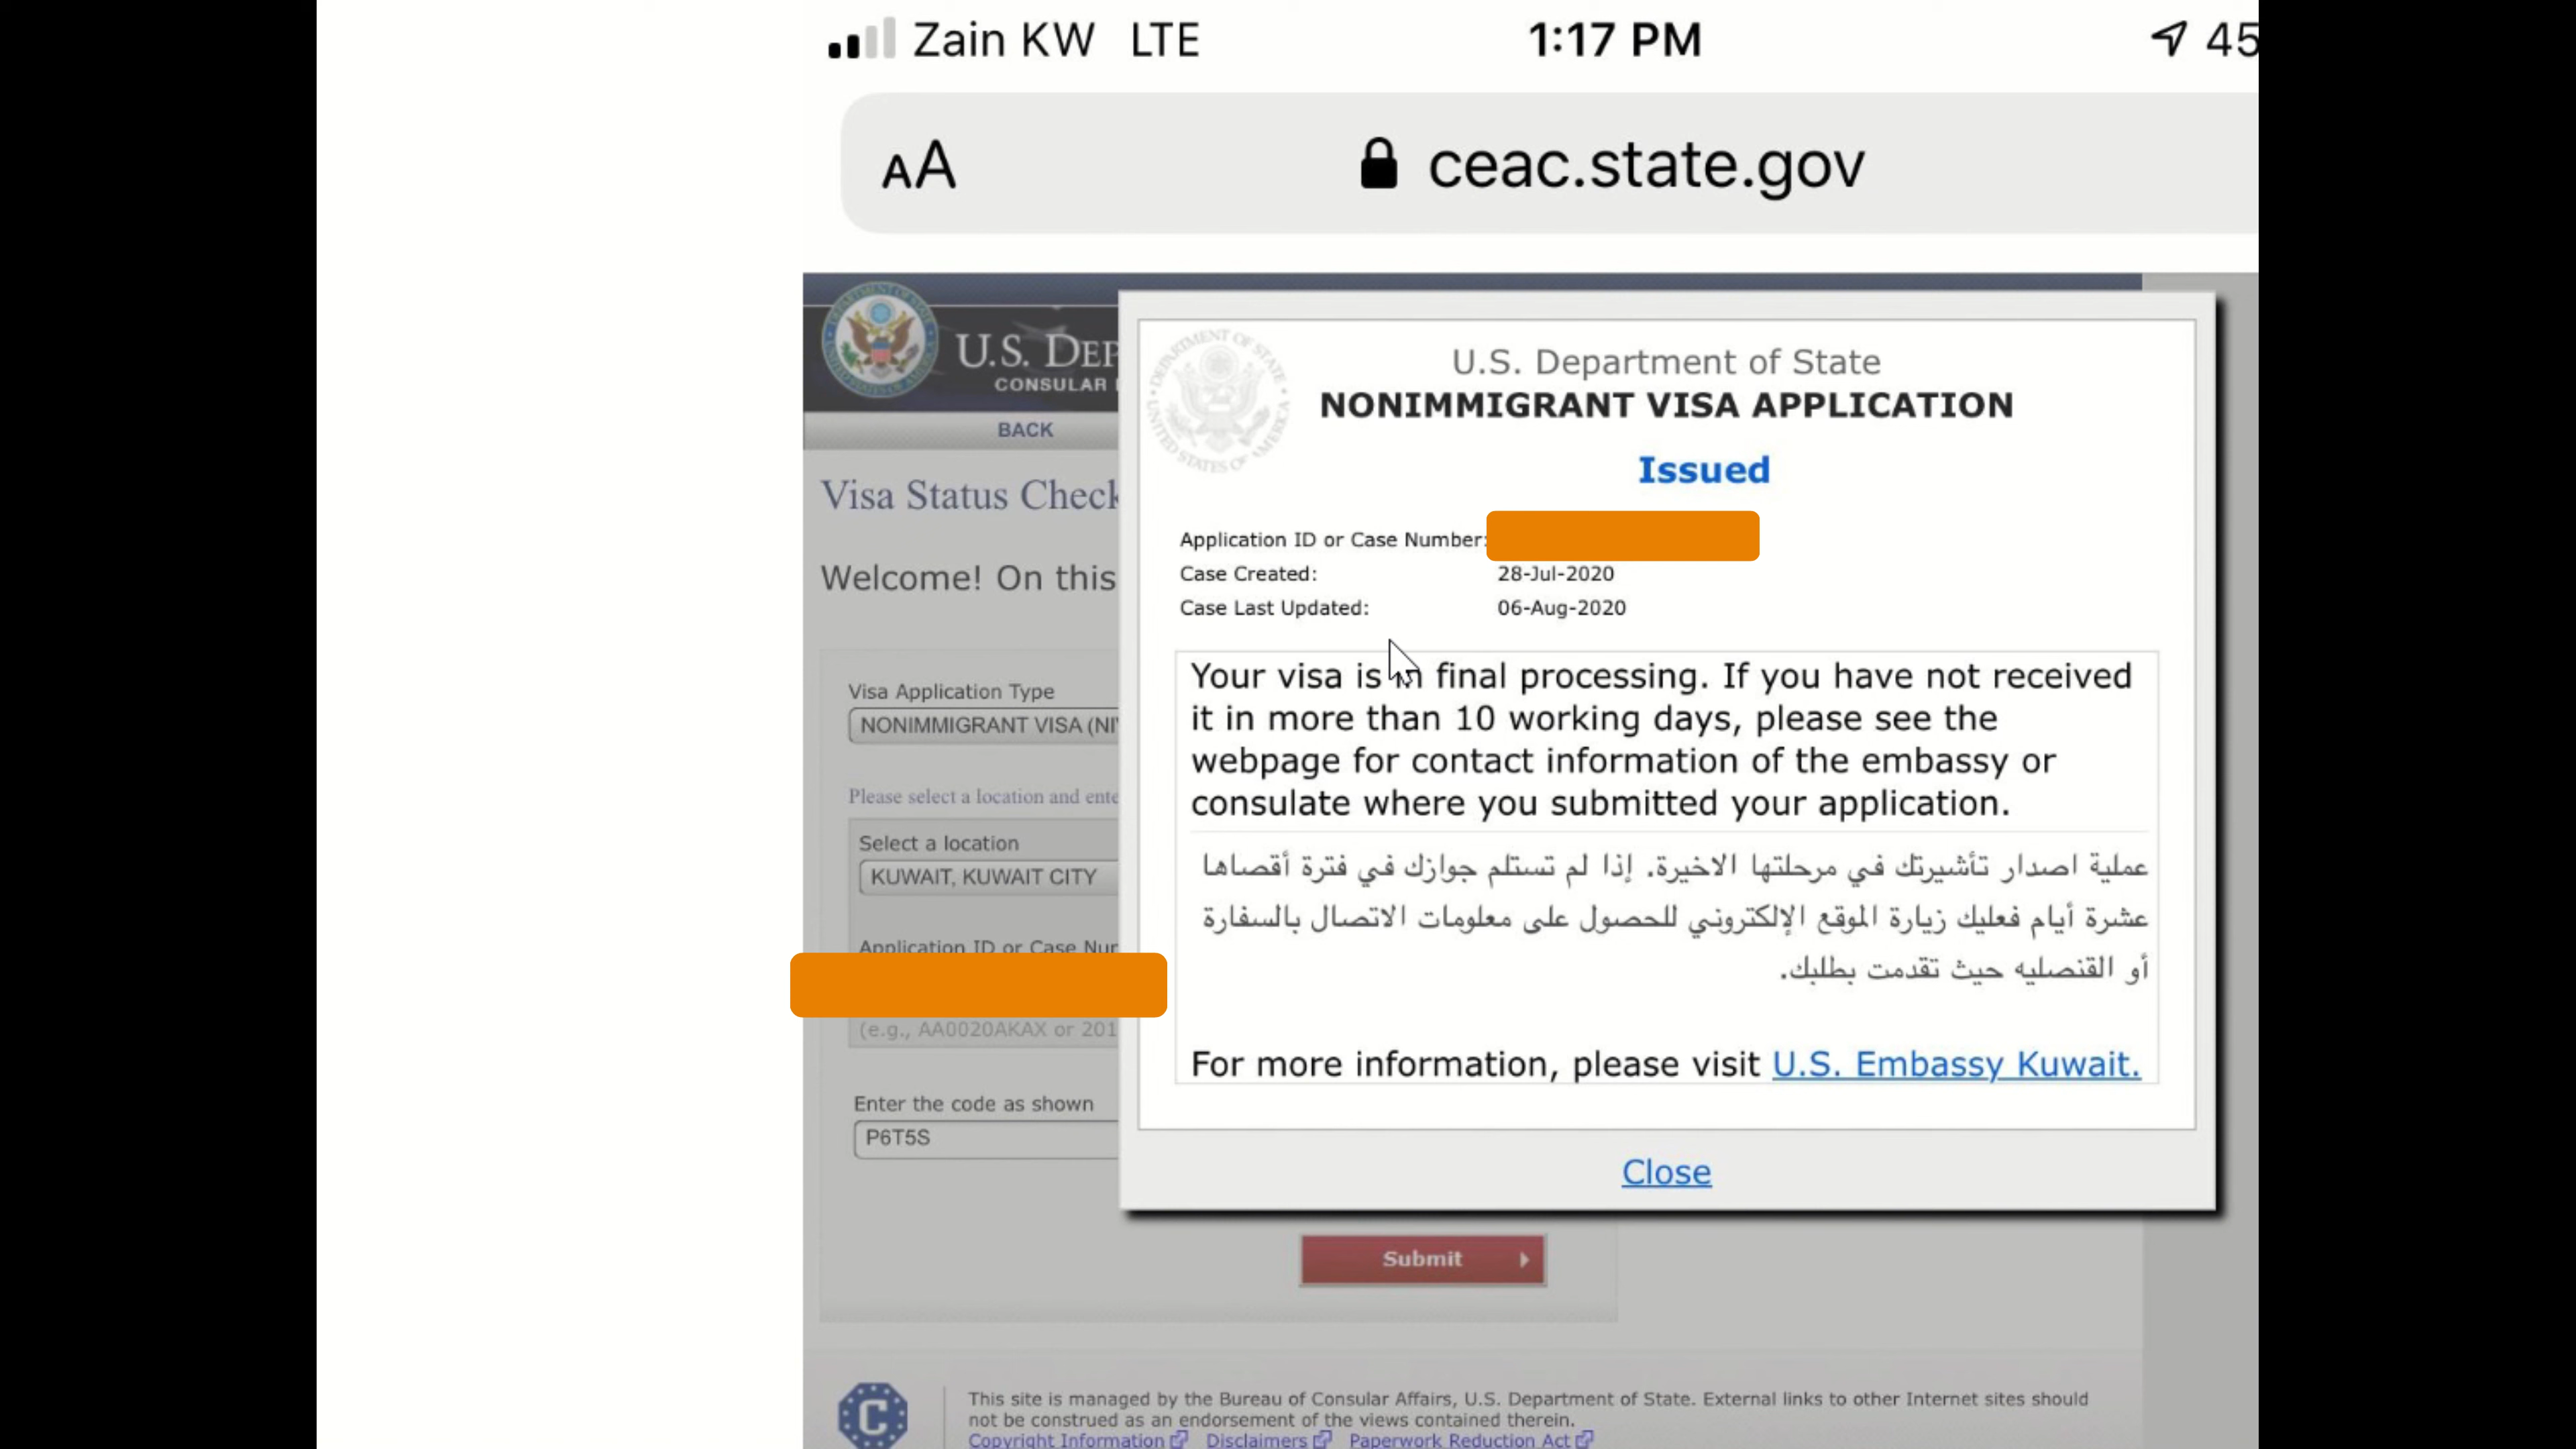 Zain KW LTE 1:17 PM 45
AA ceac.state.gov
U.S. DEP
CONSULAR
BACK
Visa Status Check
Welcome! On this
Visa Application Type
NONIMMIGRANT VISA (NI
Please select a location and ente
Select a location
KUWAIT, KUWAIT CITY
Application ID or Case Nur
(e.g., AA0020AKAX or 201
Enter the code as shown
P6T5S
U.S. Department of State
NONIMMIGRANT VISA APPLICATION
Issued
Application ID or Case Number:
Case Created: 28-Jul-2020
Case Last Updated: 06-Aug-2020
Your visa is in final processing. If you have not received
it in more than 10 working days, please see the
webpage for contact information of the embassy or
consulate where you submitted your application.
عملية اصدار تأشيرتك في مرحلتها الاخيرة. إذا لم تستلم جوازك في فترة أقصاها
عشرة أيام فعليك زيارة الموقع الإلكتروني للحصول على معلومات الاتصال بالسفارة
أو القنصليه حيث تقدمت بطلبك.
For more information, please visit U.S. Embassy Kuwait.
Close
Submit
This site is managed by the Bureau of Consular Affairs, U.S. Department of State. External links to other Internet sites should
not be construed as an endorsement of the views contained therein.
Copyright Information Disclaimers Paperwork Reduction Act